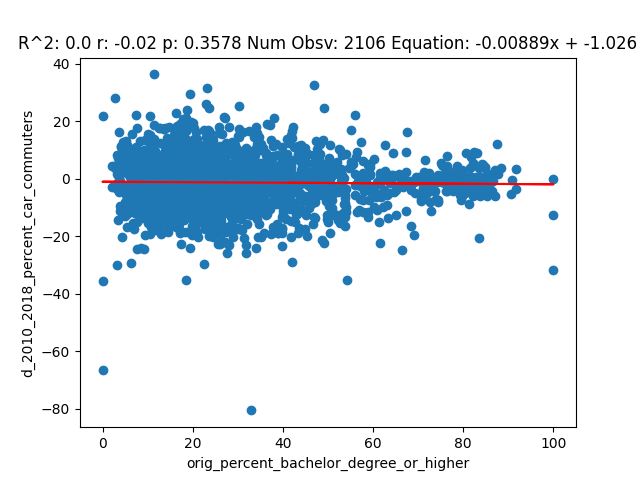 R^2: 0.0 r: -0.02 p: 0.3578 Num Obsv: 2106 Equation: -0.00889x + -1.026
40
20
0
−20
−40
−60
−80
d_2010_2018_percent_car_commuters
0 20 40 60 80 100
orig_percent_bachelor_degree_or_higher